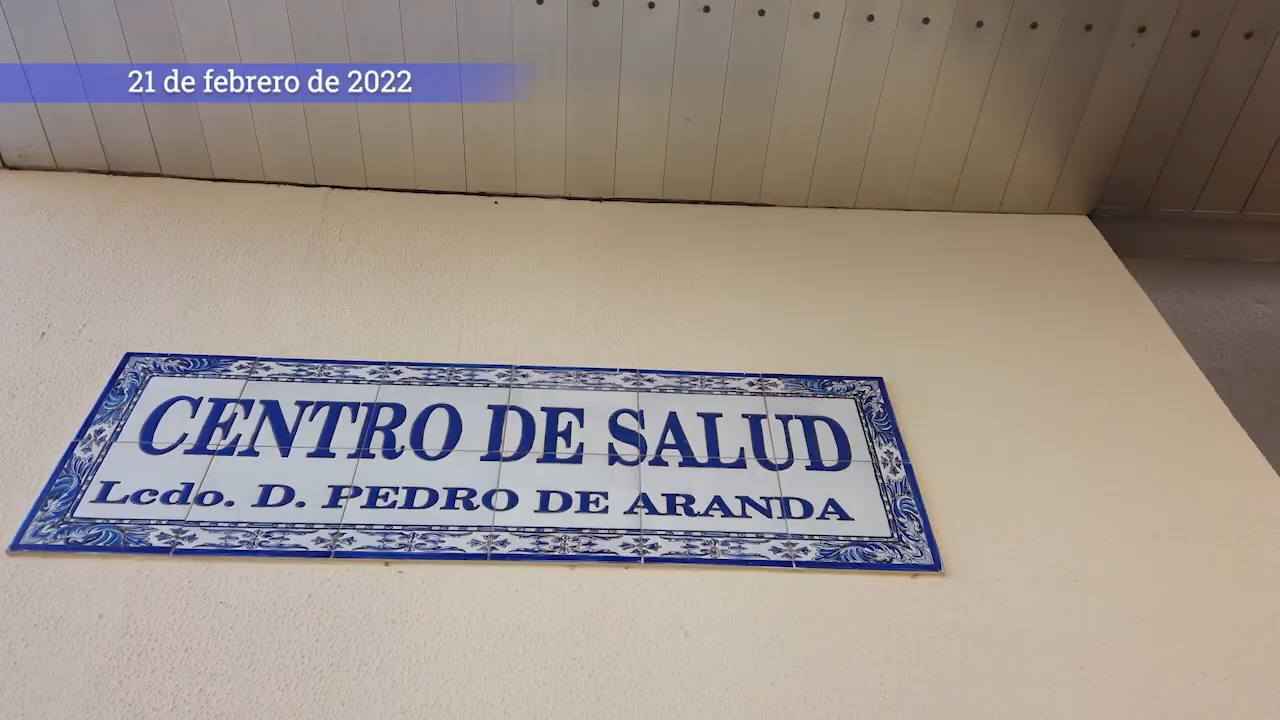 21 de febrero de 2022
CENTRO DE SALUD
Lcdo. D. PEDRO DE ARANDA